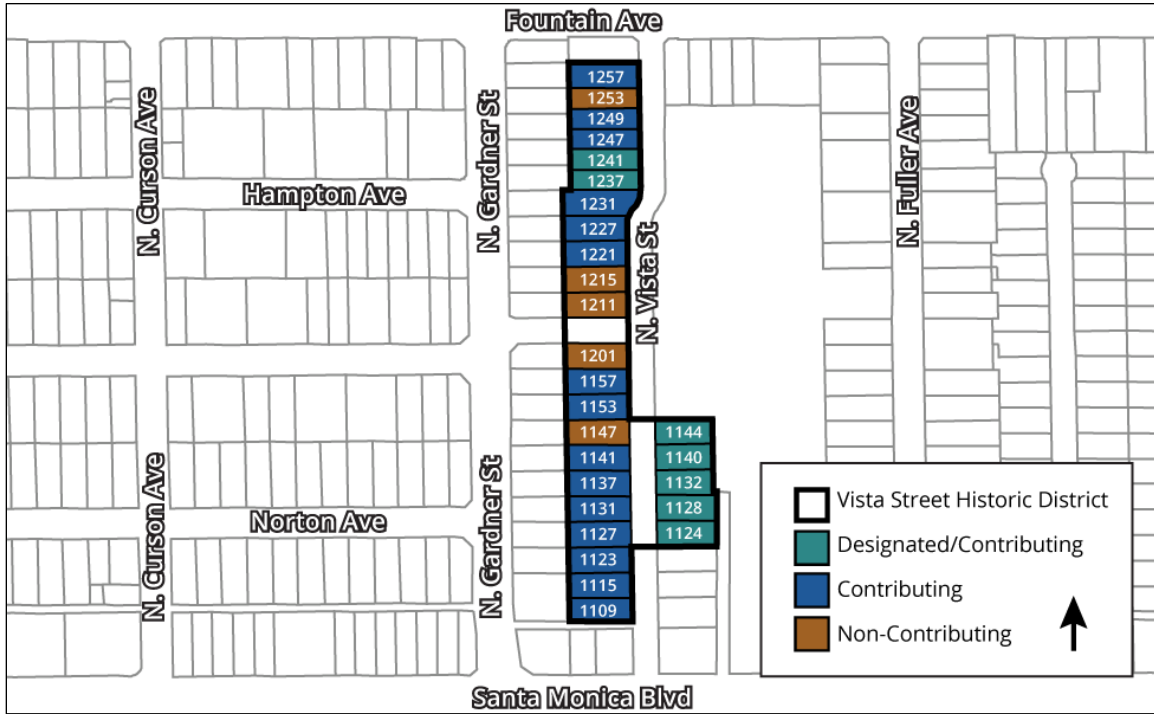 Fountain Ave
N. Curson Ave
N. Gardner St
Hampton Ave
N. Vista St
N. Fuller Ave
1257
1253
1249
1247
1241
1237
1231
1227
1221
1215
1211
1201
1157
1153
1147
1141
1137
1131
1127
1123
1115
1109
1144
1140
1132
1128
1124
N. Curson Ave
Norton Ave
N. Gardner St
Vista Street Historic District
Designated/Contributing
Contributing
Non-Contributing
Santa Monica Blvd